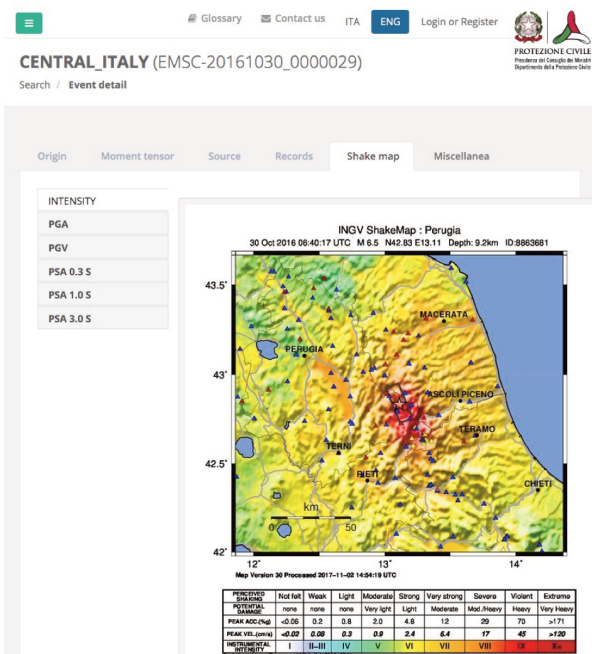 Glossary Contact us ITA ENG Login or Register
PROTEZIONE CIVILE
Presidenza del Consiglio dei Ministri
Dipartimento della Protezione Civile
CENTRAL_ITALY (EMSC-20161030_0000029)
Search / Event detail
Origin Moment tensor Source Records Shake map Miscellanea
INTENSITY
PGA
PGV
PSA 0.3 S
PSA 1.0 S
PSA 3.0 S
INGV ShakeMap : Perugia
30 Oct 2016 06:40:17 UTC M 6.5 N42.83 E13.11 Depth: 9.2km ID:8863681
43.5˚
MACERATA
PERUGIA
43˚
ASCOLI PICENO
TERAMO
TERNI
42.5˚
RIETI
CHIETI
km
0 50
42˚
12˚ 13˚ 14˚
Map Version 30 Processed 2017-11-02 14:54:19 UTC
PERCEIVED SHAKING Not felt Weak Light Moderate Strong Very strong Severe Violent Extreme
POTENTIAL DAMAGE none none none Very light Light Moderate Mod./Heavy Heavy Very Heavy
PEAK ACC.(%g) <0.06 0.2 0.8 2.0 4.8 12 29 70 >171
PEAK VEL.(cm/s) <0.02 0.08 0.3 0.9 2.4 6.4 17 45 >120
INSTRUMENTAL INTENSITY I II–III IV V VI VII VIII IX X+